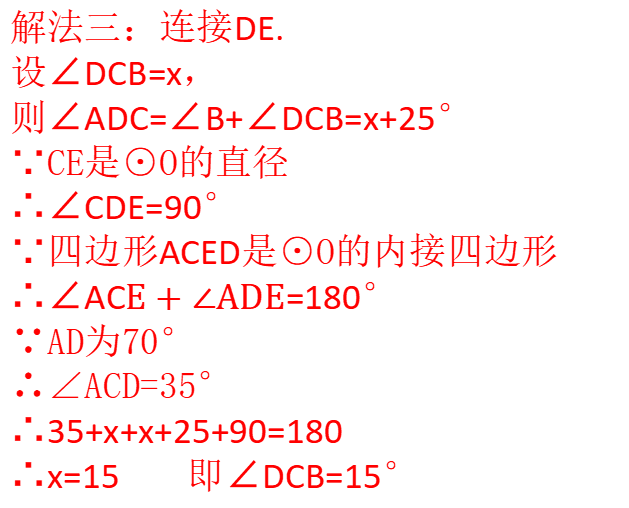 解法三：连接DE.
设∠DCB=x，
则∠ADC=∠B+∠DCB=x+25°
∵CE是⊙O的直径
∴∠CDE=90°
∵四边形ACED是⊙O的内接四边形
∴∠ACE＋∠ADE=180°
∵AD为70°
∴∠ACD=35°
∴35+x+x+25+90=180
∴x=15 即∠DCB=15°